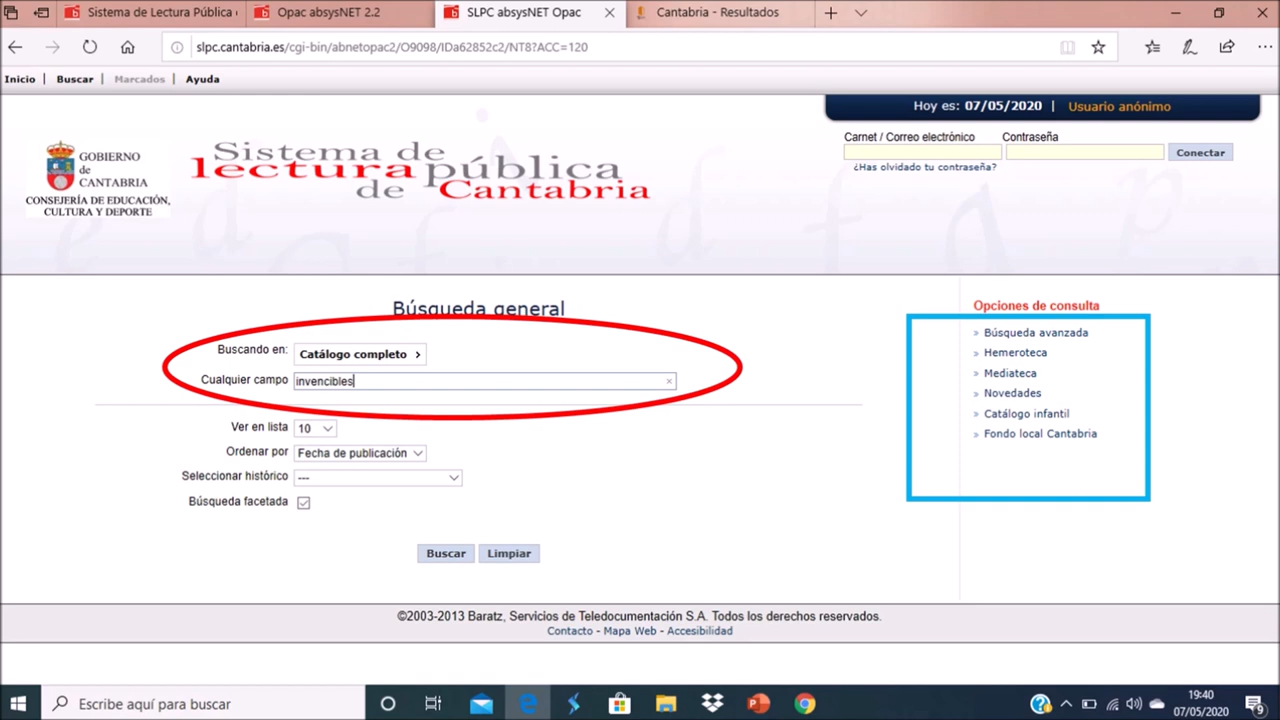 Sistema de Lectura Pública
Opac absysNET 2.2
SLPC absysNET Opac
Cantabria - Resultados
slpc.cantabria.es/cgi-bin/abnetopac2/O9098/IDa62852c2/NT8?ACC=120
Inicio | Buscar | Marcados | Ayuda
Hoy es: 07/05/2020 | Usuario anónimo
Carnet / Correo electrónico
Contraseña
Conectar
¿Has olvidado tu contraseña?
GOBIERNO
de
CANTABRIA
CONSEJERÍA DE EDUCACIÓN,
CULTURA Y DEPORTE
Sistema de
lectura pública
de Cantabria
Búsqueda general
Buscando en: Catálogo completo
Cualquier campo invencibles
Ver en lista 10
Ordenar por Fecha de publicación
Seleccionar histórico ---
Búsqueda facetada
Buscar Limpiar
Opciones de consulta
» Búsqueda avanzada
» Hemeroteca
» Mediateca
» Novedades
» Catálogo infantil
» Fondo local Cantabria
©2003-2013 Baratz, Servicios de Teledocumentación S.A. Todos los derechos reservados.
Contacto - Mapa Web - Accesibilidad
Escribe aquí para buscar
19:40
07/05/2020
9